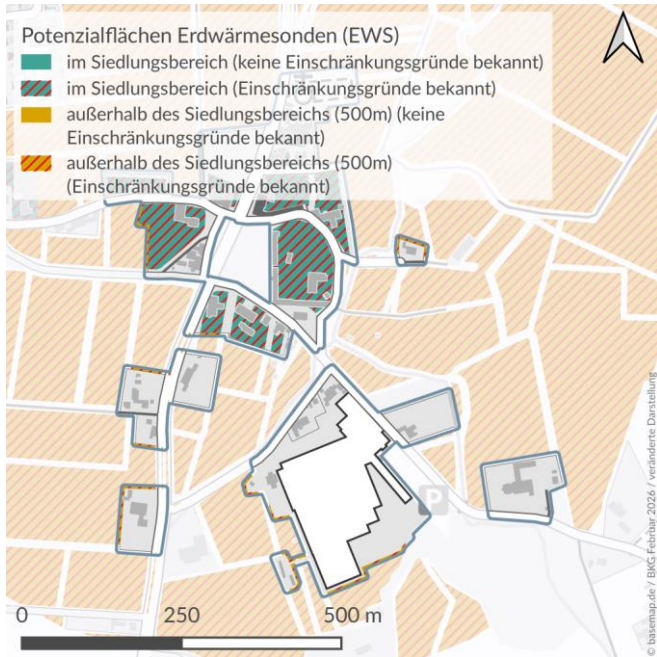 Potenzialflächen Erdwärmesonden (EWS)
im Siedlungsbereich (keine Einschränkungsgründe bekannt)
im Siedlungsbereich (Einschränkungsgründe bekannt)
außerhalb des Siedlungsbereichs (500m) (keine
Einschränkungsgründe bekannt)
außerhalb des Siedlungsbereichs (500m)
(Einschränkungsgründe bekannt)
P
0 250 500 m
© basemap.de / BKG Februar 2026 / veränderte Darstellung